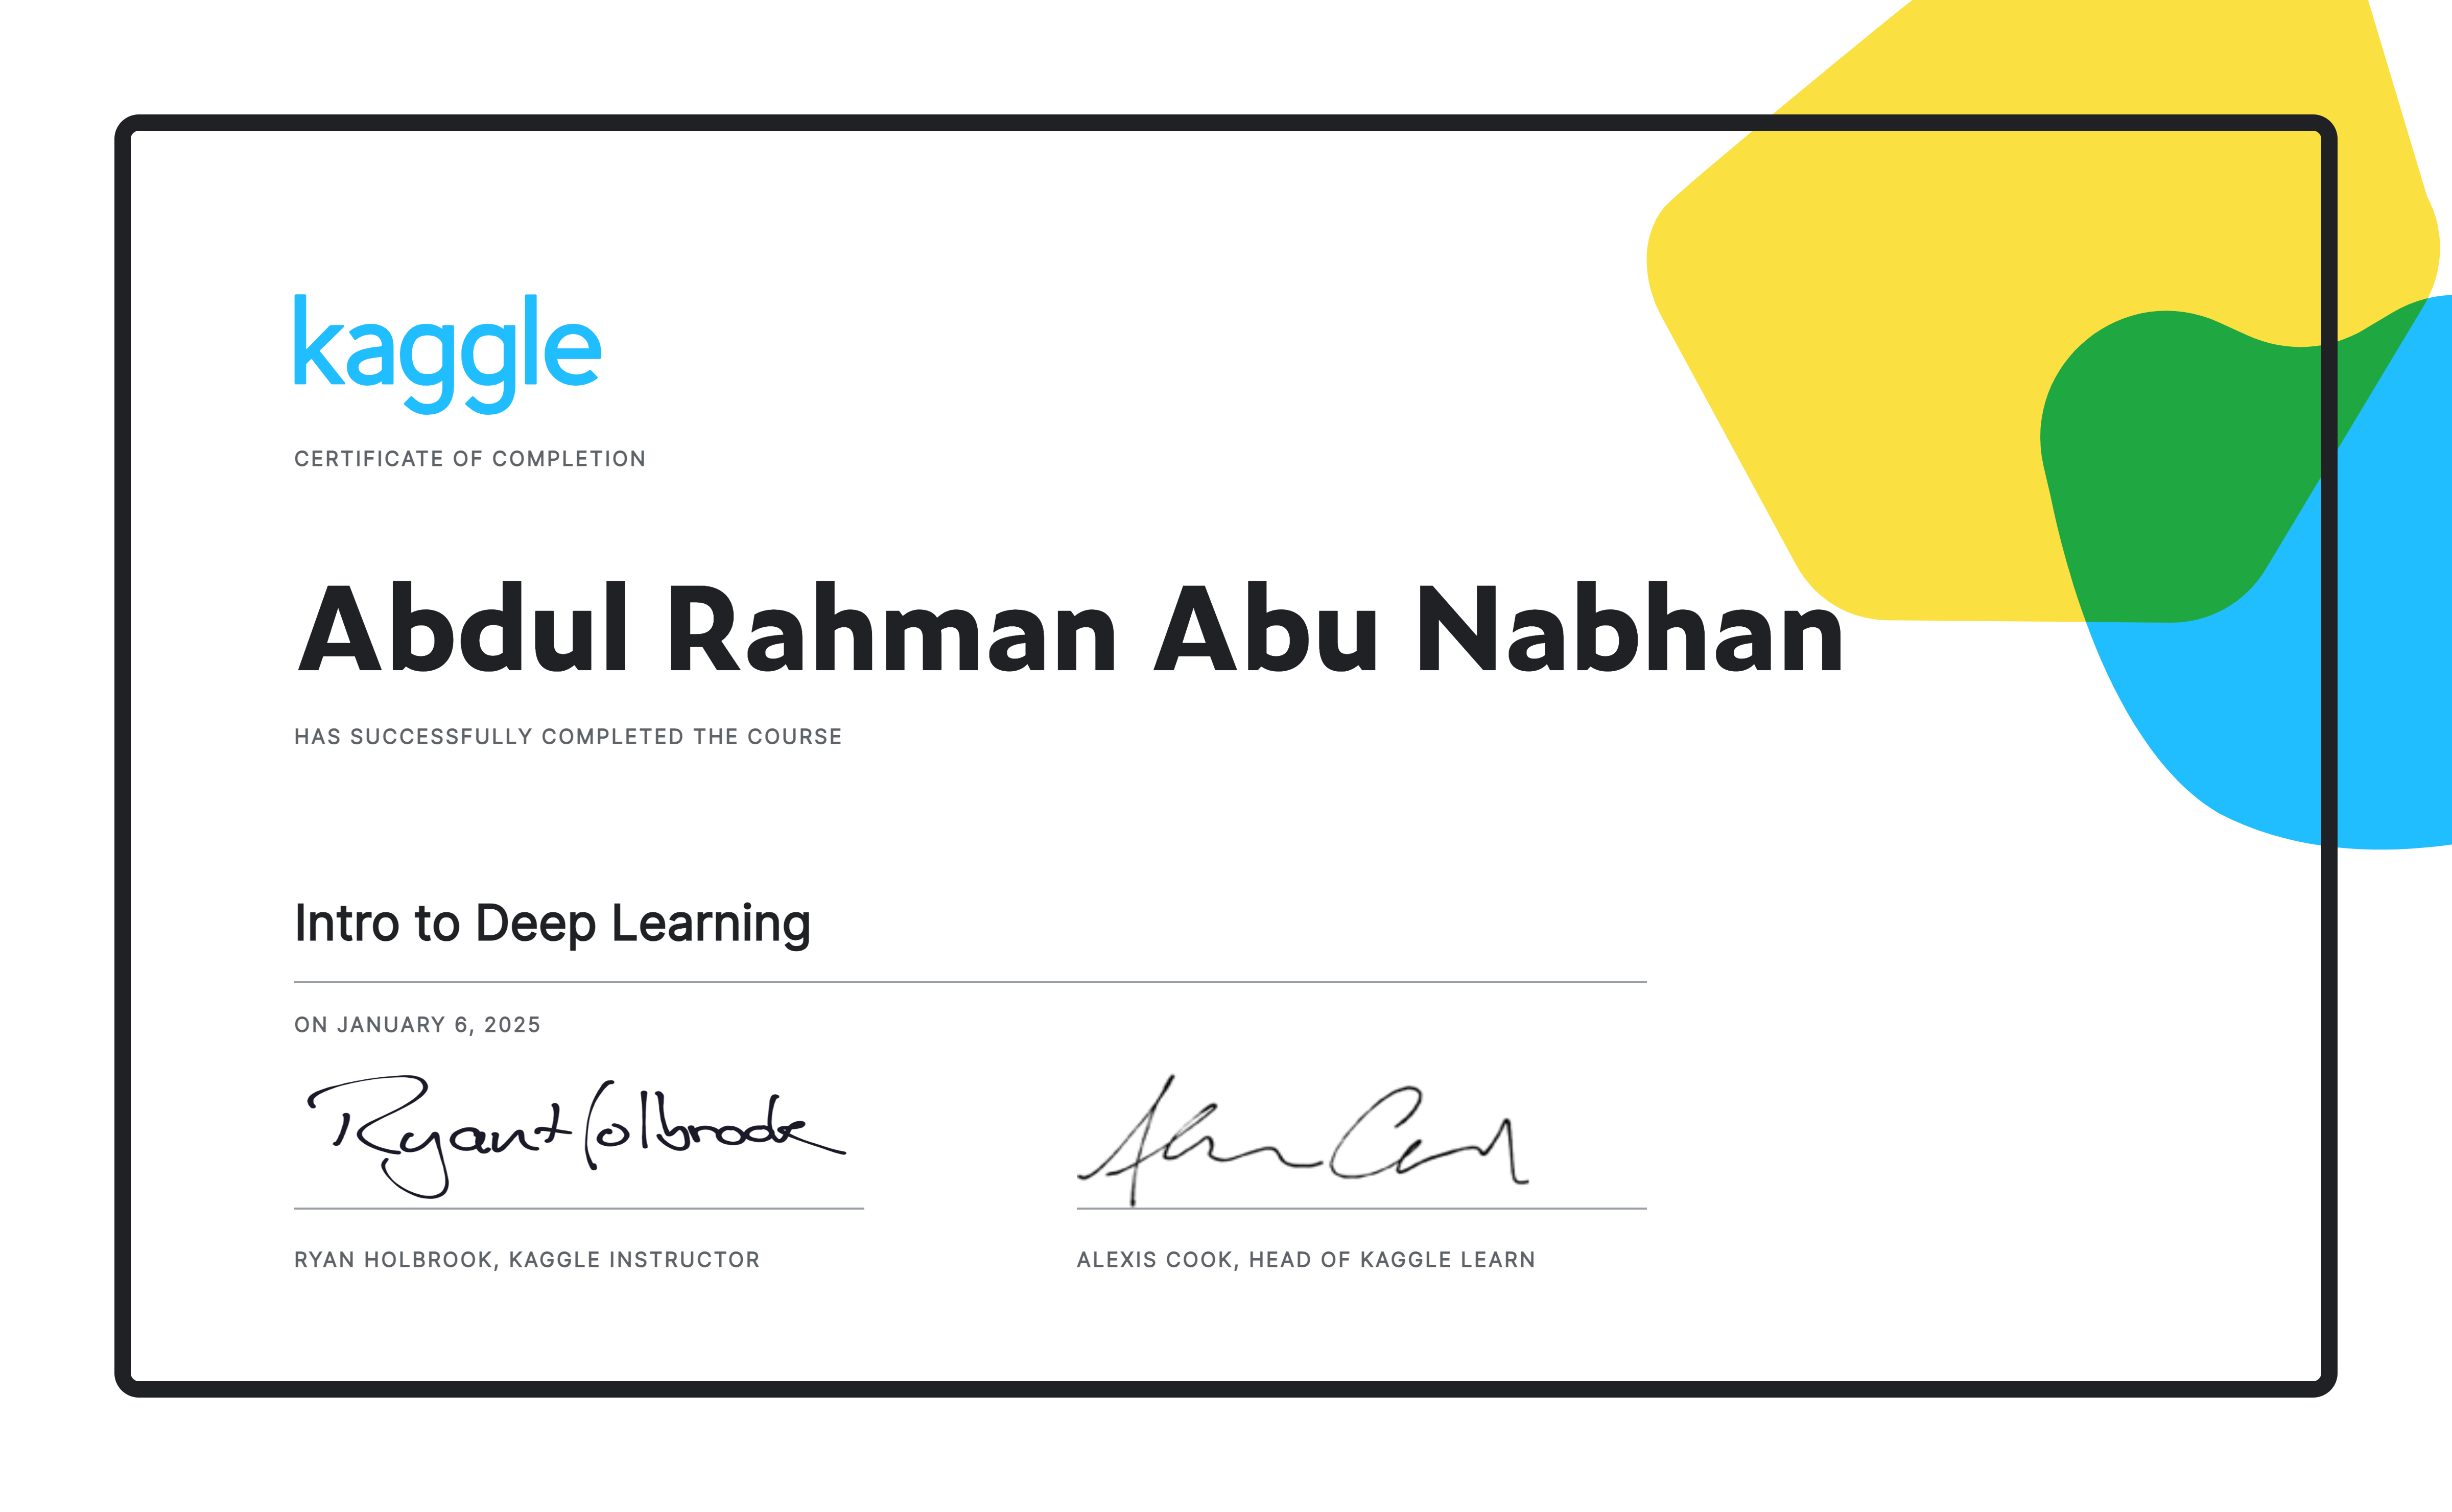 kaggle
CERTIFICATE OF COMPLETION
Abdul Rahman Abu Nabhan
HAS SUCCESSFULLY COMPLETED THE COURSE
Intro to Deep Learning
ON JANUARY 6, 2025
Ryan Holbrook
RYAN HOLBROOK, KAGGLE INSTRUCTOR
ALEXIS COOK, HEAD OF KAGGLE LEARN